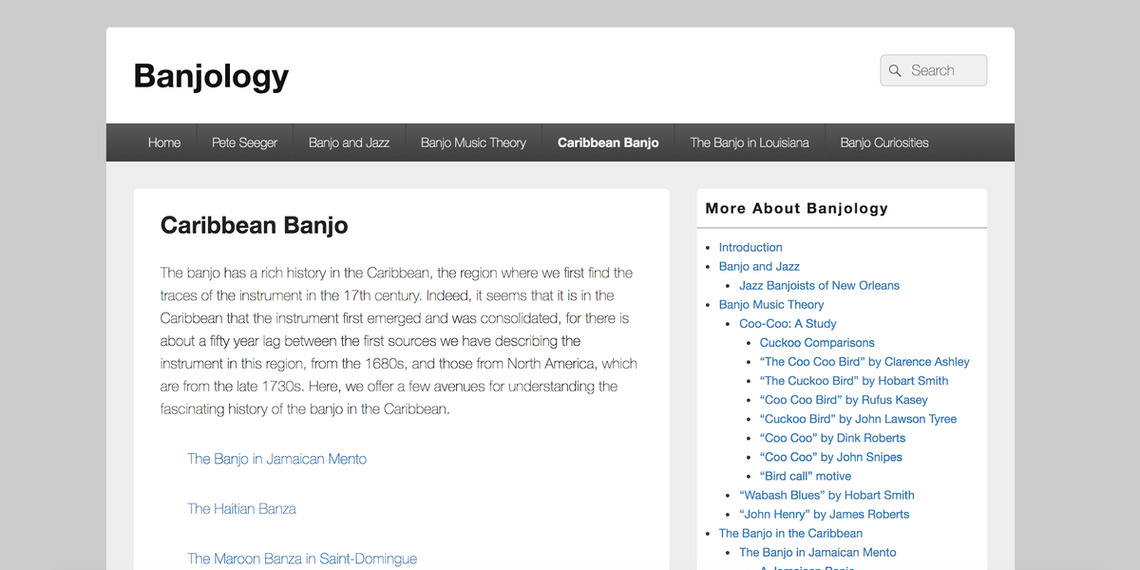 Banjology
Search
Home
Pete Seeger
Banjo and Jazz
Banjo Music Theory
Caribbean Banjo
The Banjo in Louisiana
Banjo Curiosities
Caribbean Banjo
The banjo has a rich history in the Caribbean, the region where we first find the
traces of the instrument in the 17th century. Indeed, it seems that it is in the
Caribbean that the instrument first emerged and was consolidated, for there is
about a fifty year lag between the first sources we have describing the
instrument in this region, from the 1680s, and those from North America, which
are from the late 1730s. Here, we offer a few avenues for understanding the
fascinating history of the banjo in the Caribbean.
The Banjo in Jamaican Mento
The Haitian Banza
The Maroon Banza in Saint-Domingue
More About Banjology
Introduction
Banjo and Jazz
Jazz Banjoists of New Orleans
Banjo Music Theory
Coo-Coo: A Study
Cuckoo Comparisons
“The Coo Coo Bird” by Clarence Ashley
“The Cuckoo Bird” by Hobart Smith
“Coo Coo Bird” by Rufus Kasey
“Cuckoo Bird” by John Lawson Tyree
“Coo Coo” by Dink Roberts
“Coo Coo” by John Snipes
“Bird call” motive
“Wabash Blues” by Hobart Smith
“John Henry” by James Roberts
The Banjo in the Caribbean
The Banjo in Jamaican Mento